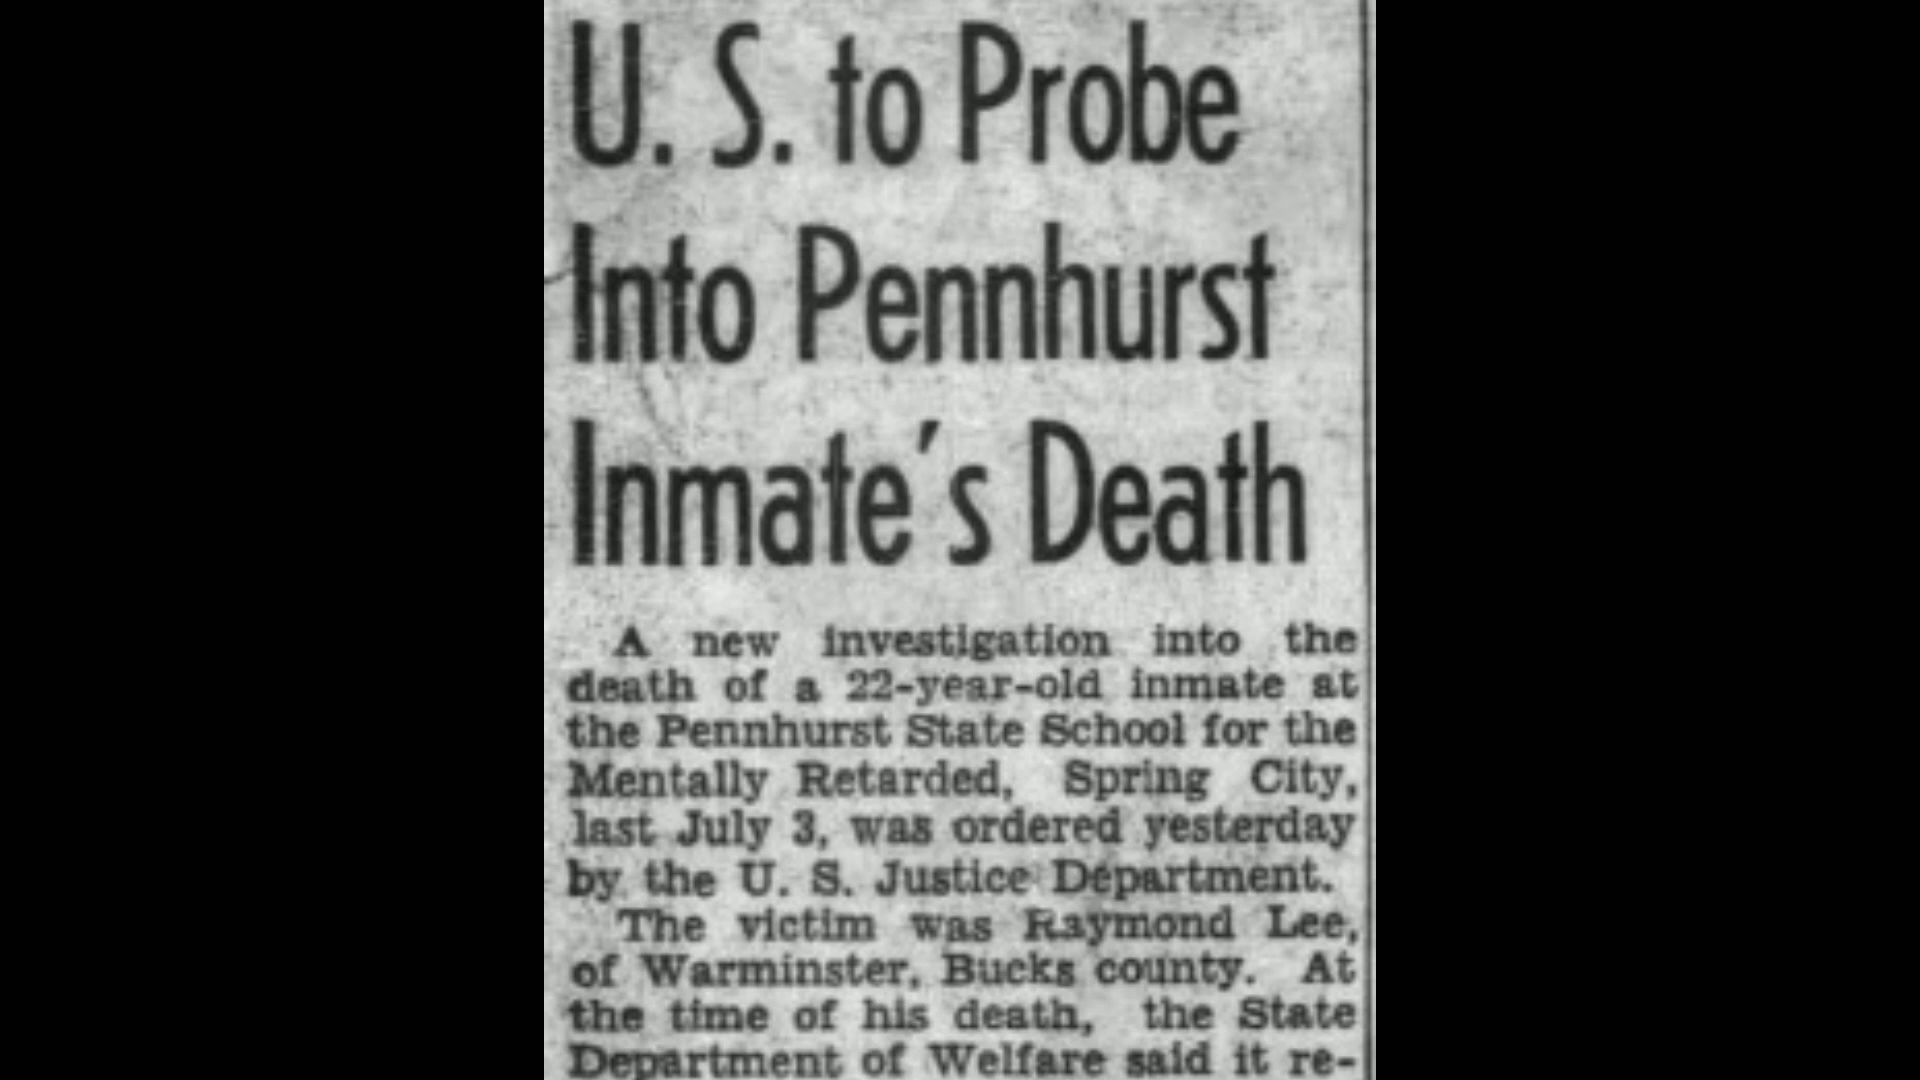 U. S. to Probe
Into Pennhurst
Inmate's Death
A new investigation into the
death of a 22-year-old inmate at
the Pennhurst State School for the
Mentally Retarded, Spring City,
last July 3, was ordered yesterday
by the U. S. Justice Department.
The victim was Raymond Lee,
of Warminster, Bucks county. At
the time of his death, the State
Department of Welfare said it re-